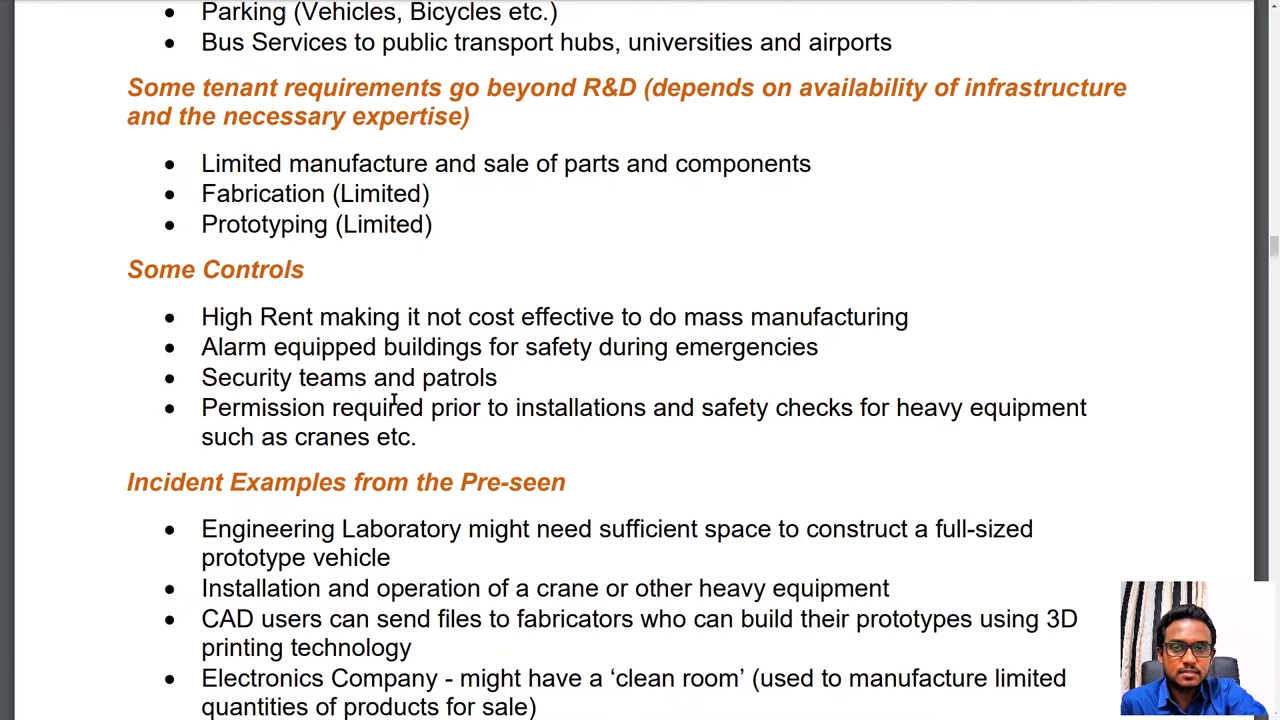 Parking (Vehicles, Bicycles etc.)
Bus Services to public transport hubs, universities and airports
Some tenant requirements go beyond R&D (depends on availability of infrastructure
and the necessary expertise)
Limited manufacture and sale of parts and components
Fabrication (Limited)
Prototyping (Limited)
Some Controls
High Rent making it not cost effective to do mass manufacturing
Alarm equipped buildings for safety during emergencies
Security teams and patrols
Permission required prior to installations and safety checks for heavy equipment
such as cranes etc.
Incident Examples from the Pre-seen
Engineering Laboratory might need sufficient space to construct a full-sized
prototype vehicle
Installation and operation of a crane or other heavy equipment
CAD users can send files to fabricators who can build their prototypes using 3D
printing technology
Electronics Company - might have a ‘clean room’ (used to manufacture limited
quantities of products for sale)